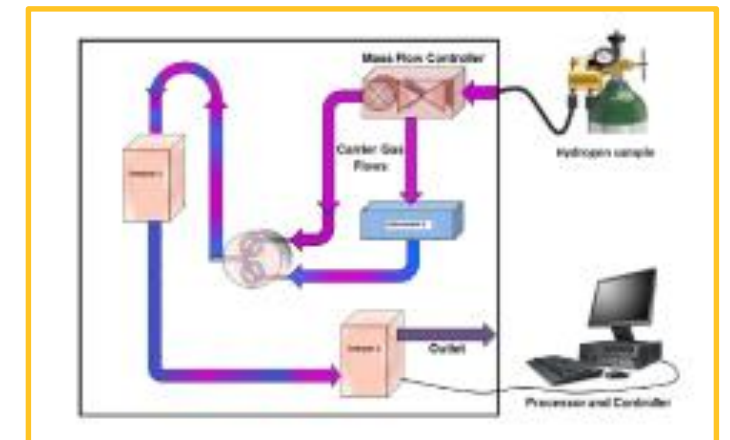 Mass Flow Controller
Carrier Gas
Flows
Hydrogen sample
Outlet
Processor and Controller